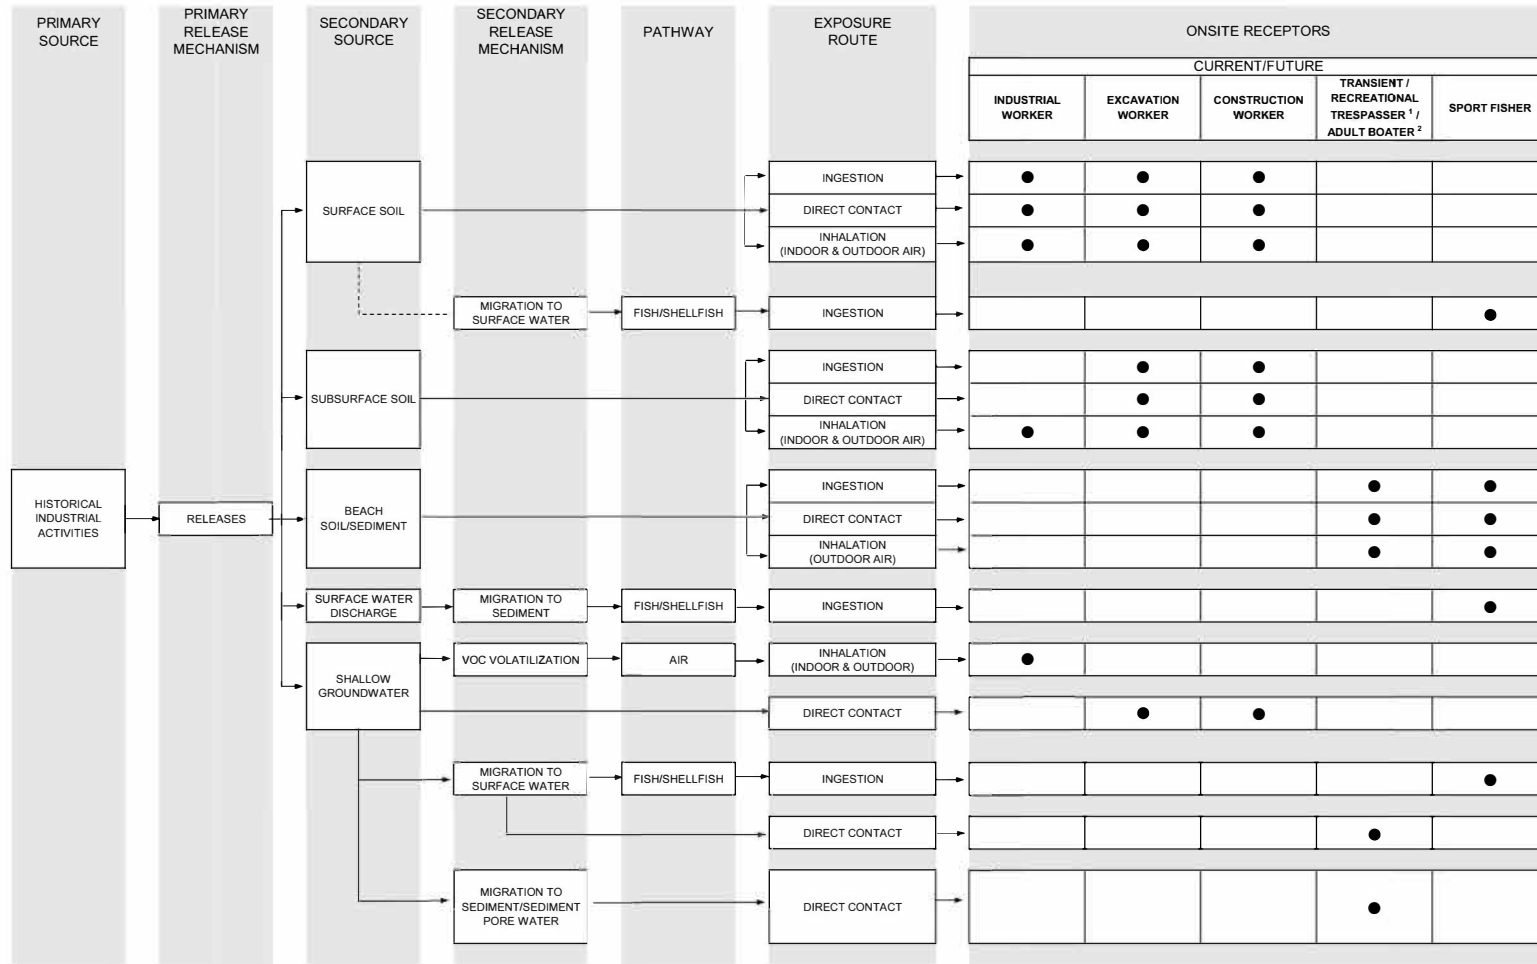 PRIMARY
SOURCE
PRIMARY
RELEASE
MECHANISM
SECONDARY
SOURCE
SECONDARY
RELEASE
MECHANISM
PATHWAY
EXPOSURE
ROUTE
ONSITE RECEPTORS
CURRENT/FUTURE
INDUSTRIAL
WORKER
EXCAVATION
WORKER
CONSTRUCTION
WORKER
TRANSIENT /
RECREATIONAL
TRESPASSER 1 /
ADULT BOATER 2
SPORT FISHER
SURFACE SOIL
INGESTION
DIRECT CONTACT
INHALATION
(INDOOR & OUTDOOR AIR)
MIGRATION TO
SURFACE WATER
FISH/SHELLFISH
INGESTION
SUBSURFACE SOIL
INGESTION
DIRECT CONTACT
INHALATION
(INDOOR & OUTDOOR AIR)
HISTORICAL
INDUSTRIAL
ACTIVITIES
RELEASES
BEACH
SOIL/SEDIMENT
INGESTION
DIRECT CONTACT
INHALATION
(OUTDOOR AIR)
SURFACE WATER
DISCHARGE
MIGRATION TO
SEDIMENT
FISH/SHELLFISH
INGESTION
SHALLOW
GROUNDWATER
VOC VOLATILIZATION
AIR
INHALATION
(INDOOR & OUTDOOR)
DIRECT CONTACT
MIGRATION TO
SURFACE WATER
FISH/SHELLFISH
INGESTION
DIRECT CONTACT
MIGRATION TO
SEDIMENT/SEDIMENT
PORE WATER
DIRECT CONTACT